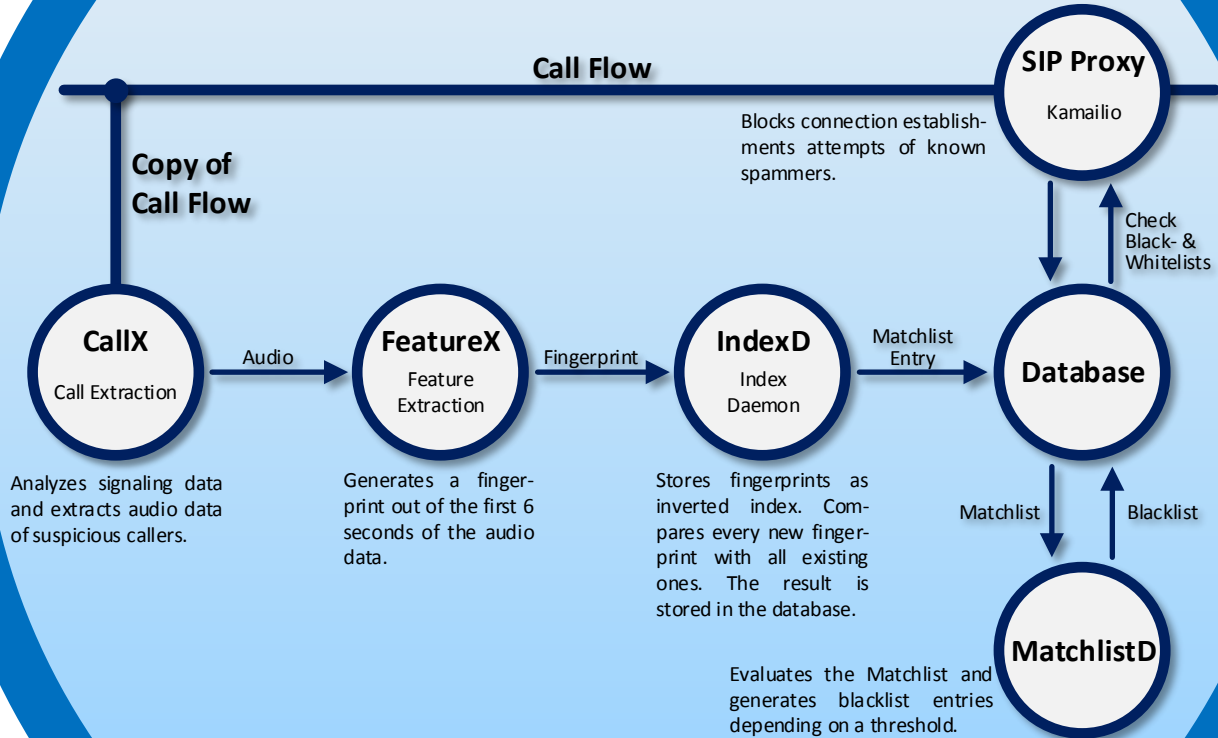 Call Flow
SIP Proxy
Kamailio
Blocks connection establish-
ments attempts of known
spammers.
Copy of
Call Flow
Check
Black- &
Whitelists
CallX
Call Extraction
Audio
FeatureX
Feature
Extraction
Fingerprint
IndexD
Index
Daemon
Matchlist
Entry
Database
Analyzes signaling data
and extracts audio data
of suspicious callers.
Generates a finger-
print out of the first 6
seconds of the audio
data.
Stores fingerprints as
inverted index. Com-
pares every new finger-
print with all existing
ones. The result is
stored in the database.
Matchlist
Blacklist
MatchlistD
Evaluates the Matchlist and
generates blacklist entries
depending on a threshold.